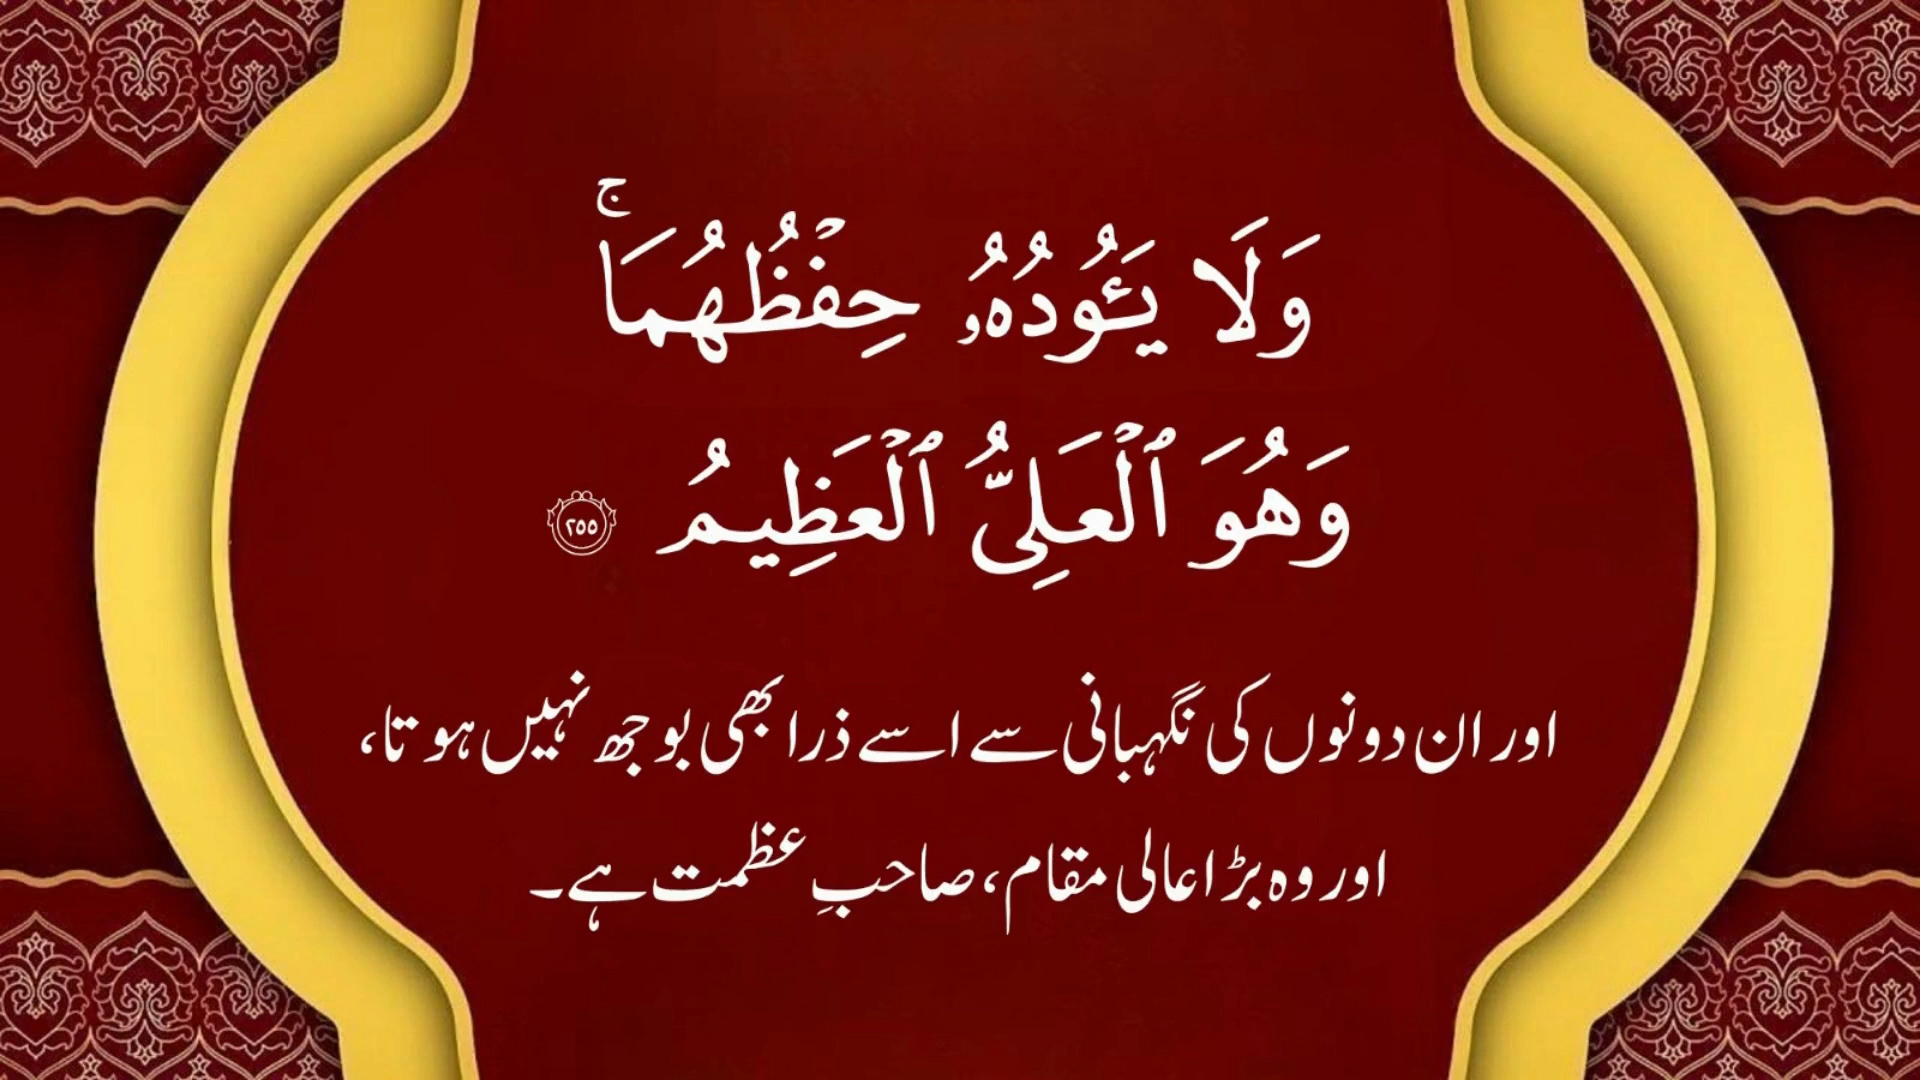 وَلَا يَـُٔودُهُۥ حِفْظُهُمَاۚ
وَهُوَ ٱلْعَلِىُّ ٱلْعَظِيمُ ٢٥٥
اور ان دونوں کی نگہبانی سے اسے ذرا بھی بوجھ نہیں ہوتا،
اور وہ بڑا عالی مقام، صاحبِ عظمت ہے۔